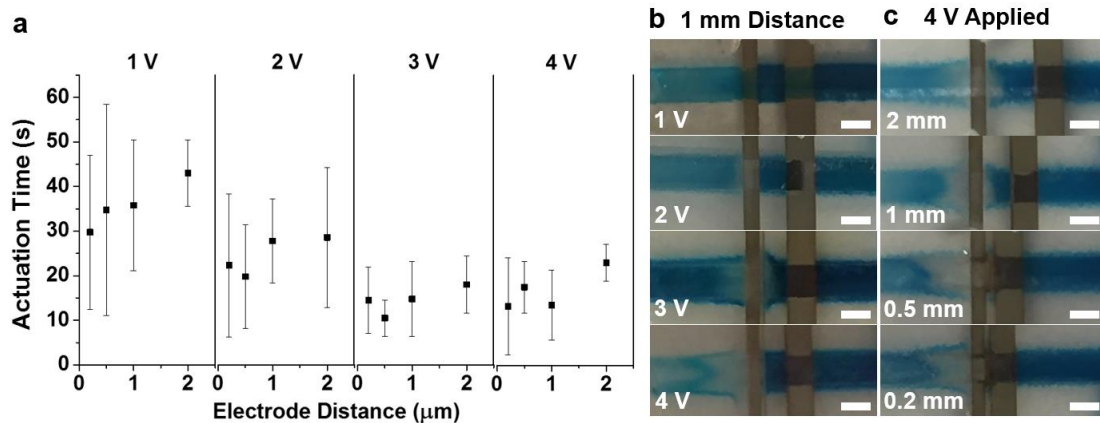 a
1 V
2 V
3 V
4 V
60
50
40
30
20
10
0
Actuation Time (s)
0 1 2 0 1 2 0 1 2 0 1 2
Electrode Distance (μm)
b 1 mm Distance
1 V
2 V
3 V
4 V
c 4 V Applied
2 mm
1 mm
0.5 mm
0.2 mm